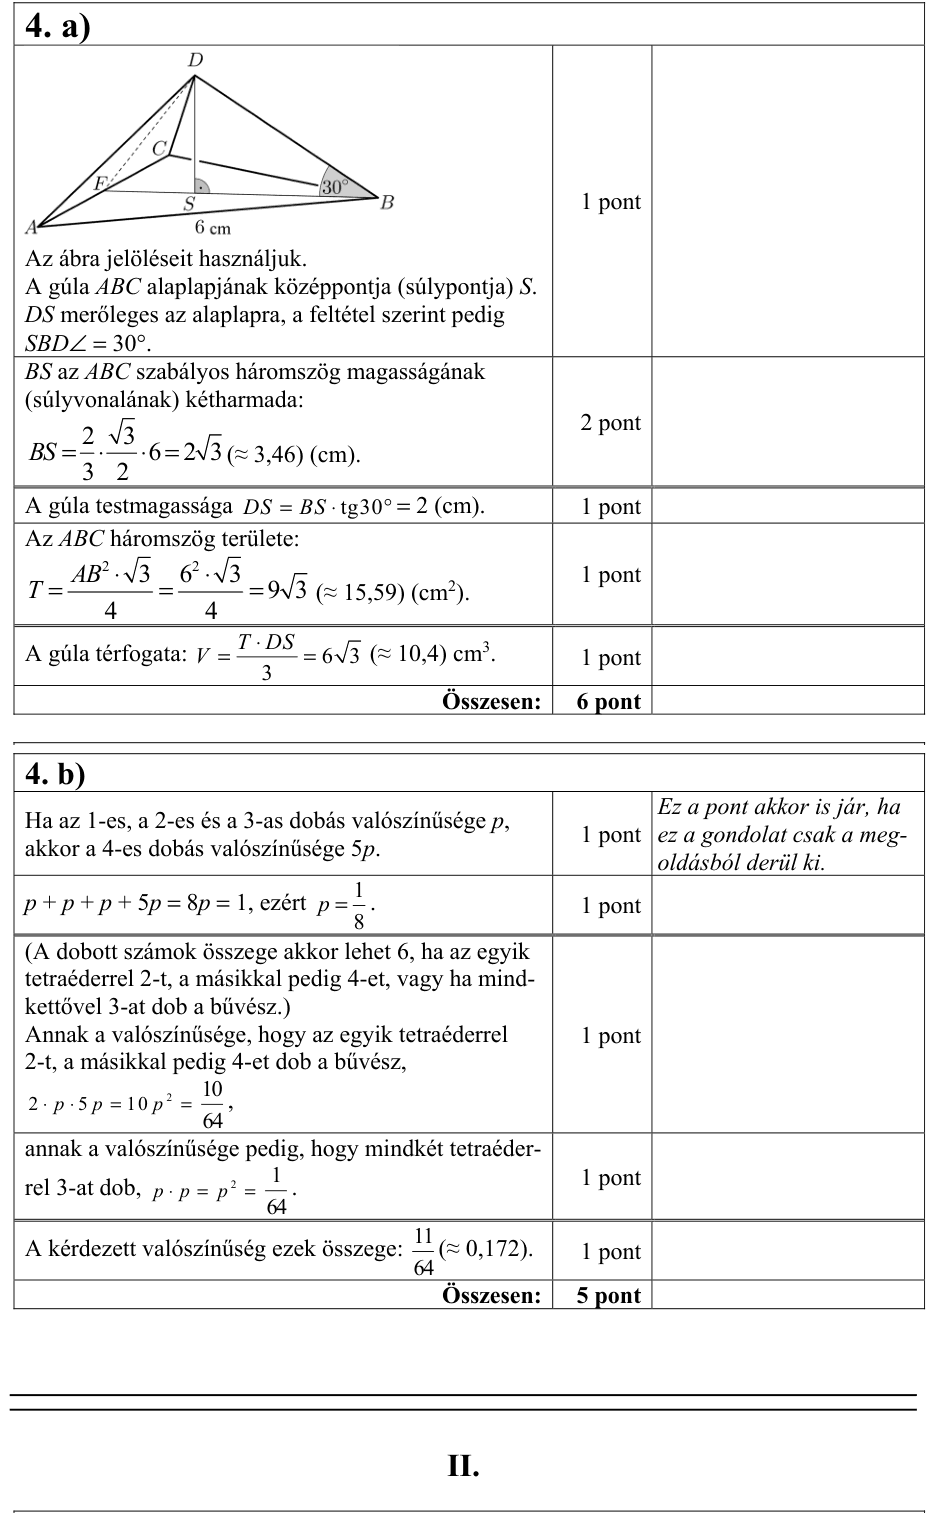 4. a)
D
C
F
30°
S
B
A
6 cm
Az ábra jelöléseit használjuk.
A gúla ABC alaplapjának középpontja (súlypontja) S.
DS merőleges az alaplapra, a feltétel szerint pedig
SBD∠ = 30°.
1 pont
BS az ABC szabályos háromszög magasságának
(súlyvonalának) kétharmada:
BS = 2/3 · √3/2 · 6 = 2√3 (≈ 3,46) (cm).
2 pont
A gúla testmagassága DS = BS · tg30° = 2 (cm).
1 pont
Az ABC háromszög területe:
T = AB² · √3 / 4 = 6² · √3 / 4 = 9√3 (≈ 15,59) (cm²).
1 pont
A gúla térfogata: V = T · DS / 3 = 6√3 (≈ 10,4) cm³.
1 pont
Összesen: 6 pont
4. b)
Ha az 1-es, a 2-es és a 3-as dobás valószínűsége p,
akkor a 4-es dobás valószínűsége 5p.
1 pont
Ez a pont akkor is jár, ha
ez a gondolat csak a meg-
oldásból derül ki.
p + p + p + 5p = 8p = 1, ezért p = 1/8.
1 pont
(A dobott számok összege akkor lehet 6, ha az egyik
tetraéderrel 2-t, a másikkal pedig 4-et, vagy ha mind-
kettővel 3-at dob a bűvész.)
Annak a valószínűsége, hogy az egyik tetraéderrel
2-t, a másikkal pedig 4-et dob a bűvész,
2 · p · 5p = 10p² = 10/64,
1 pont
annak a valószínűsége pedig, hogy mindkét tetraéder-
rel 3-at dob, p · p = p² = 1/64.
1 pont
A kérdezett valószínűség ezek összege: 11/64 (≈ 0,172).
1 pont
Összesen: 5 pont
II.